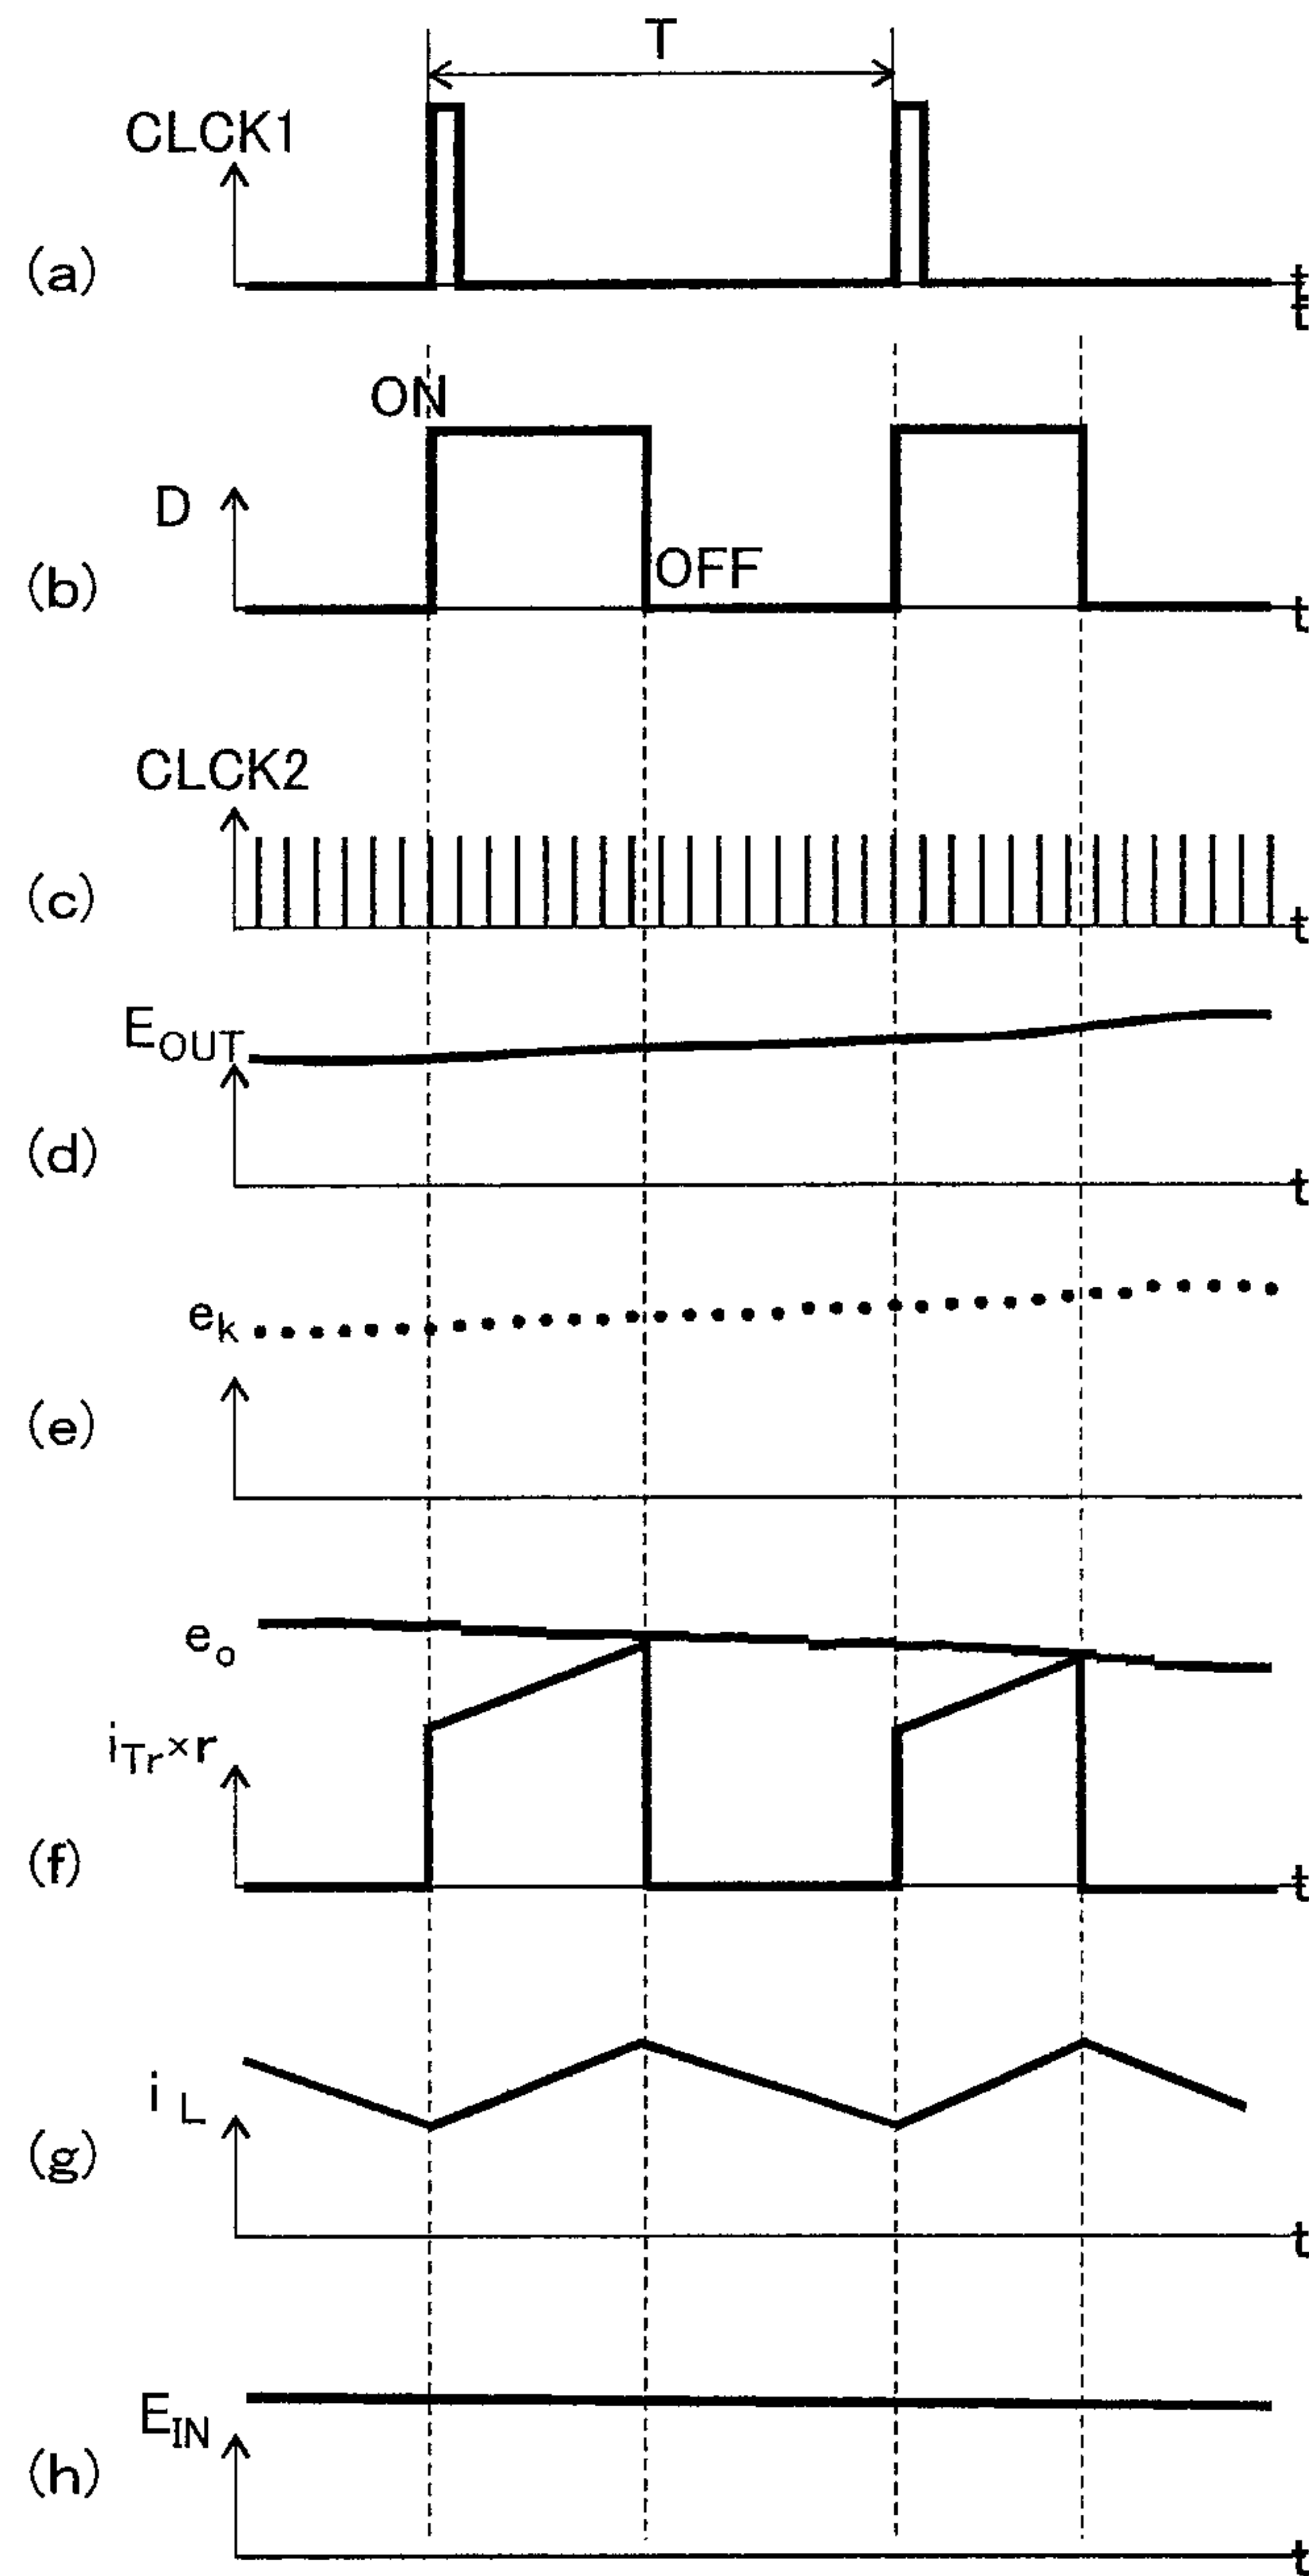 T
CLCK1
(a)
t
t
ON
D
OFF
(b)
t
CLCK2
(c)
t
EOUT
(d)
t
ek
(e)
eo
iTr×r
(f)
t
i L
(g)
t
EIN
(h)
t